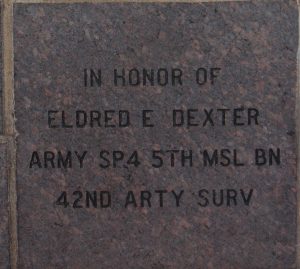 IN HONOR OF
ELDRED E DEXTER
ARMY SP4 5TH MSL BN
42ND ARTY SURV